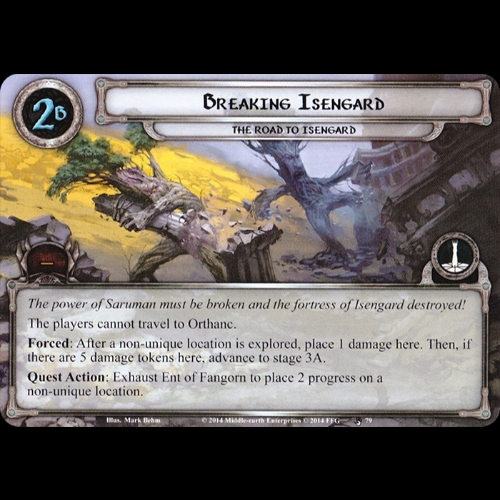 2B
BREAKING ISENGARD
THE ROAD TO ISENGARD
The power of Saruman must be broken and the fortress of Isengard destroyed!
The players cannot travel to Orthanc.
Forced: After a non-unique location is explored, place 1 damage here. Then, if
there are 5 damage tokens here, advance to stage 3A.
Quest Action: Exhaust Ent of Fangorn to place 2 progress on a
non-unique location.
Illus. Mark Behm © 2014 Middle-earth Enterprises © 2014 FFG 79